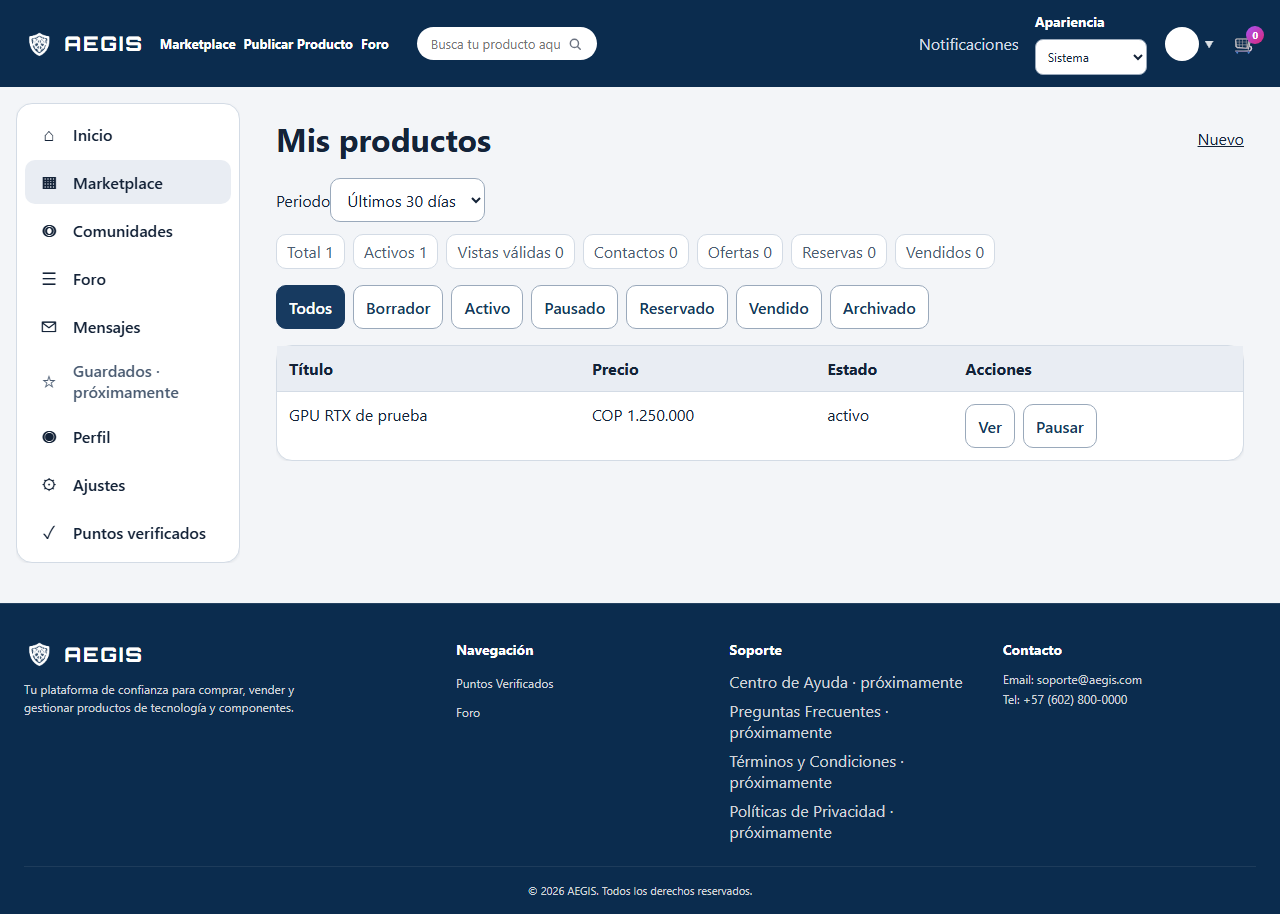 AEGIS
Marketplace Publicar Producto Foro
Busca tu producto aqu
Notificaciones
Apariencia
Sistema
0
Inicio
Marketplace
Comunidades
Foro
Mensajes
Guardados ·
próximamente
Perfil
Ajustes
Puntos verificados
Mis productos
Nuevo
Periodo Últimos 30 días
Total 1 Activos 1 Vistas válidas 0 Contactos 0 Ofertas 0 Reservas 0 Vendidos 0
Todos Borrador Activo Pausado Reservado Vendido Archivado
Título Precio Estado Acciones
GPU RTX de prueba COP 1.250.000 activo Ver Pausar
AEGIS
Tu plataforma de confianza para comprar, vender y
gestionar productos de tecnología y componentes.
Navegación
Puntos Verificados
Foro
Soporte
Centro de Ayuda · próximamente
Preguntas Frecuentes ·
próximamente
Términos y Condiciones ·
próximamente
Políticas de Privacidad ·
próximamente
Contacto
Email: soporte@aegis.com
Tel: +57 (602) 800-0000
© 2026 AEGIS. Todos los derechos reservados.